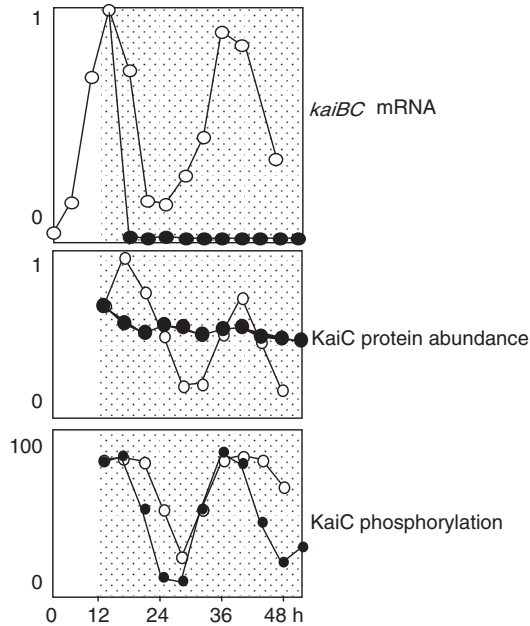 1
kaiBC mRNA
0
1
KaiC protein abundance
0
100
KaiC phosphorylation
0
0 12 24 36 48 h